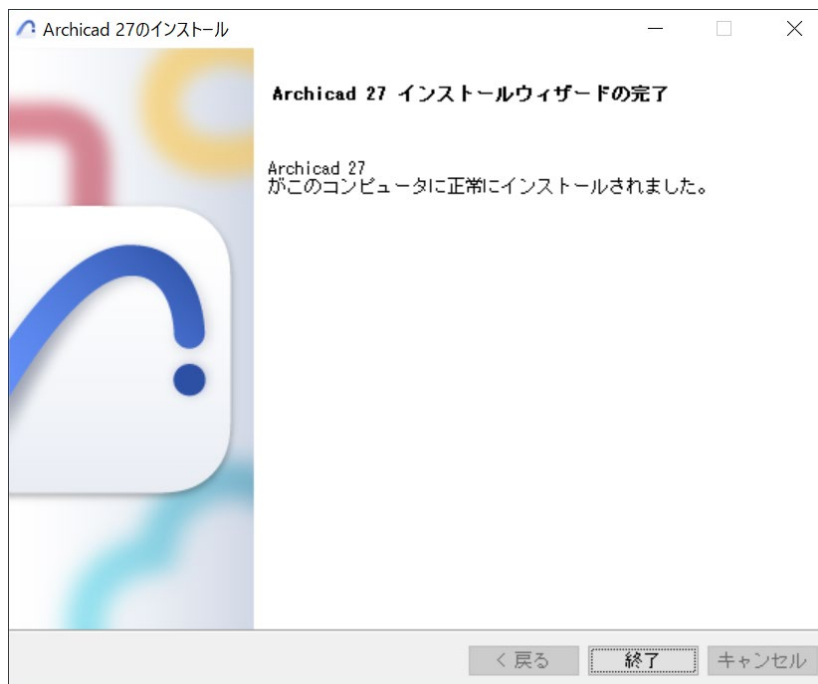 Archicad 27のインストール
Archicad 27 インストールウィザードの完了
Archicad 27
がこのコンピュータに正常にインストールされました。
< 戻る
終了
キャンセル